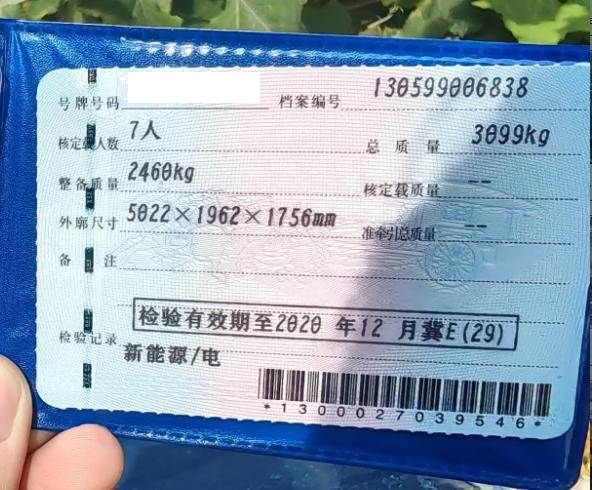 号牌号码 档案编号 130599006838
核定载人数 7人 总质量 3099kg
整备质量 2460kg 核定载质量 --
外廓尺寸 5022×1962×1756mm 准牵引总质量 --
备注
检验记录 检验有效期至2020 年12 月冀E(29)
新能源/电
*1300027039546*